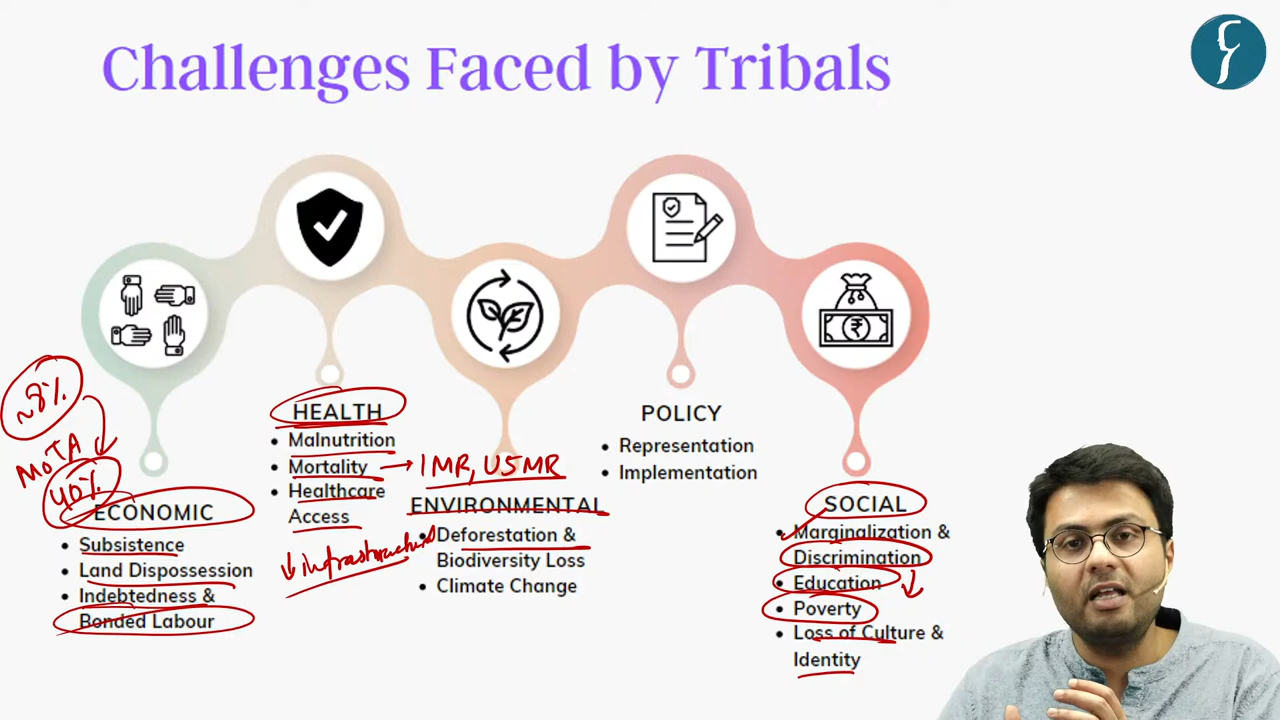 Challenges Faced by Tribals
~8%
MoTA
40%
ECONOMIC
• Subsistence
• Land Dispossession
• Indebtedness &
Bonded Labour
HEALTH
• Malnutrition
• Mortality → IMR, U5MR
• Healthcare
Access
↓ infrastructure
ENVIRONMENTAL
• Deforestation &
Biodiversity Loss
• Climate Change
POLICY
• Representation
• Implementation
₹
SOCIAL
• Marginalization &
Discrimination
• Education ↓
• Poverty
• Loss of Culture &
Identity